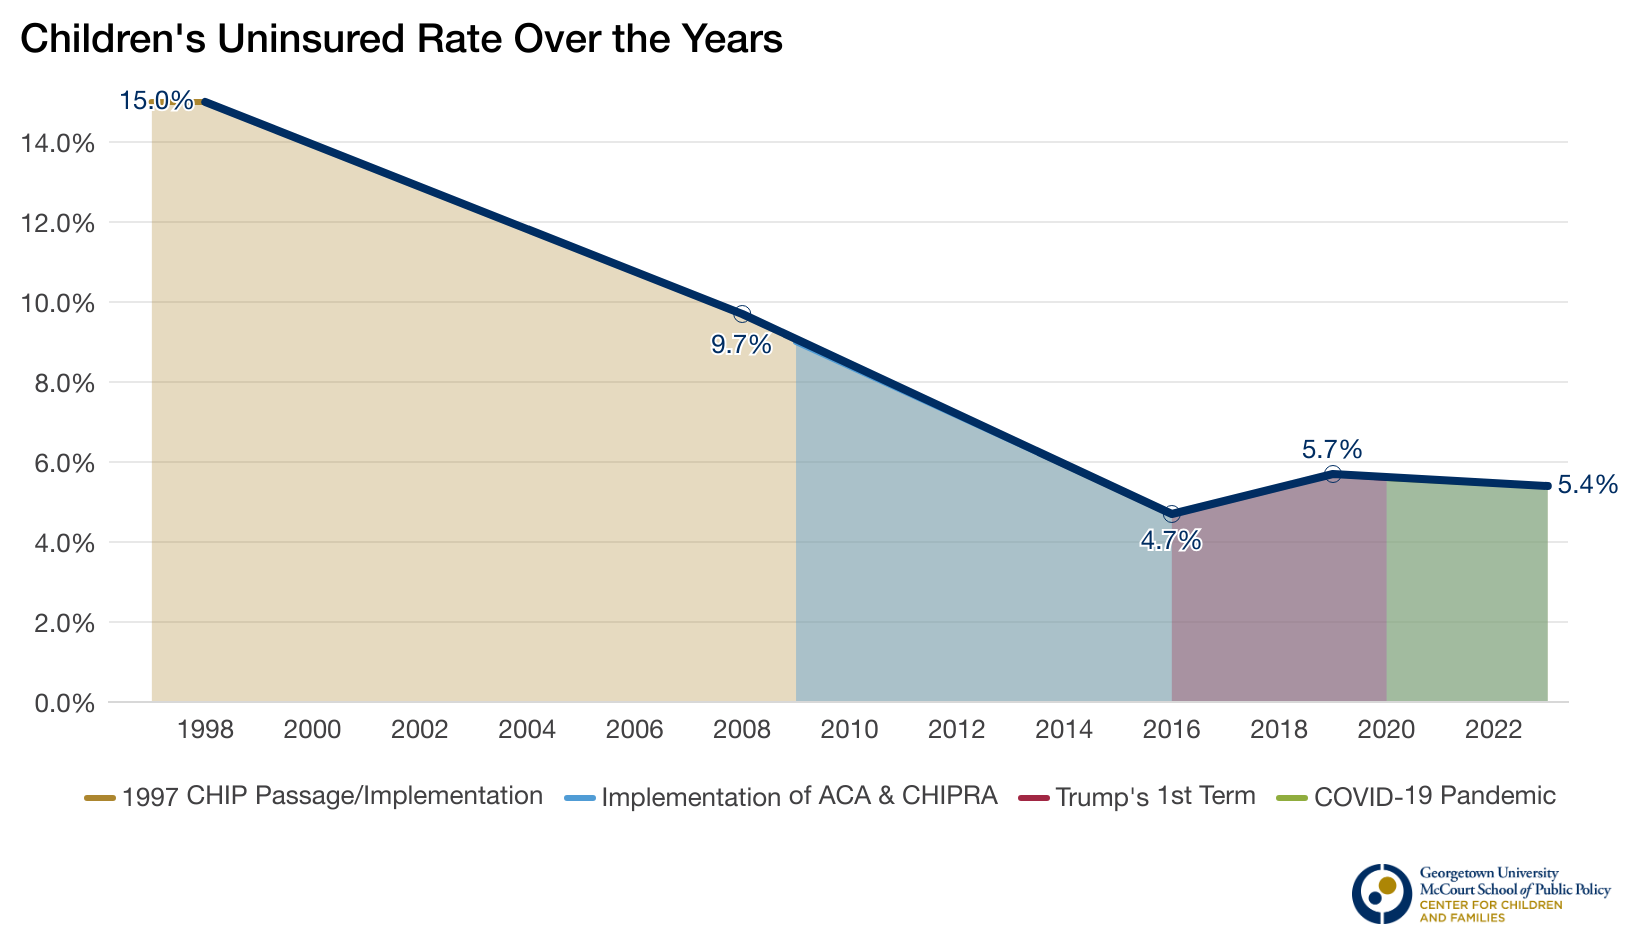 Children's Uninsured Rate Over the Years
15.0%
14.0%
12.0%
10.0%
9.7%
8.0%
6.0%
5.7%
5.4%
4.7%
4.0%
2.0%
0.0%
1998 2000 2002 2004 2006 2008 2010 2012 2014 2016 2018 2020 2022
1997 CHIP Passage/Implementation Implementation of ACA & CHIPRA Trump's 1st Term COVID-19 Pandemic
Georgetown University
McCourt School of Public Policy
CENTER FOR CHILDREN
AND FAMILIES